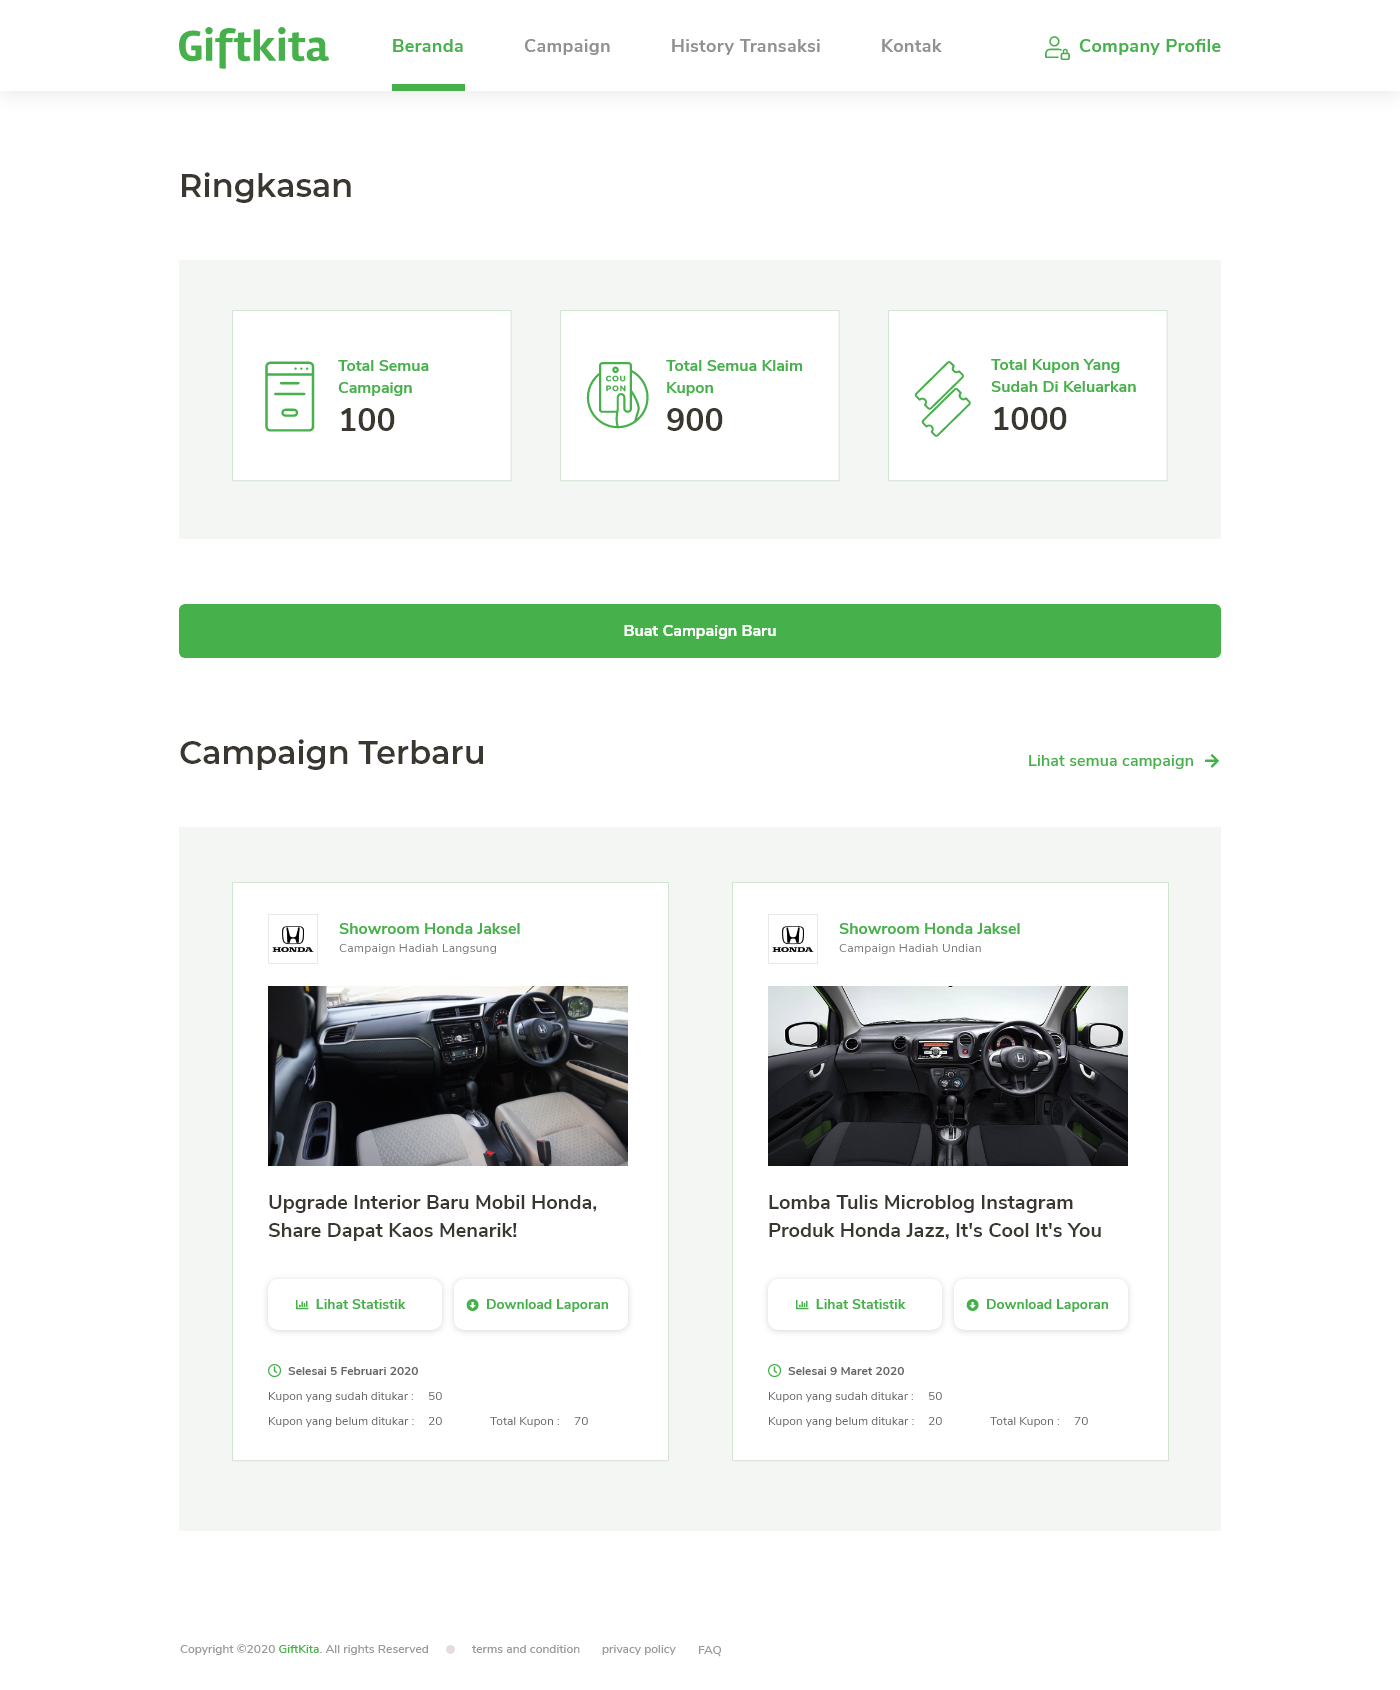 Giftkita
Beranda
Campaign
History Transaksi
Kontak
Company Profile
Ringkasan
Total Semua
Campaign
100
COU
PON
Total Semua Klaim
Kupon
900
Total Kupon Yang
Sudah Di Keluarkan
1000
Buat Campaign Baru
Campaign Terbaru
Lihat semua campaign
HONDA
Showroom Honda Jaksel
Campaign Hadiah Langsung
Upgrade Interior Baru Mobil Honda,
Share Dapat Kaos Menarik!
Lihat Statistik
Download Laporan
Selesai 5 Februari 2020
Kupon yang sudah ditukar : 50
Kupon yang belum ditukar : 20 Total Kupon : 70
HONDA
Showroom Honda Jaksel
Campaign Hadiah Undian
Lomba Tulis Microblog Instagram
Produk Honda Jazz, It's Cool It's You
Lihat Statistik
Download Laporan
Selesai 9 Maret 2020
Kupon yang sudah ditukar : 50
Kupon yang belum ditukar : 20 Total Kupon : 70
Copyright ©2020 GiftKita. All rights Reserved
terms and condition
privacy policy
FAQ